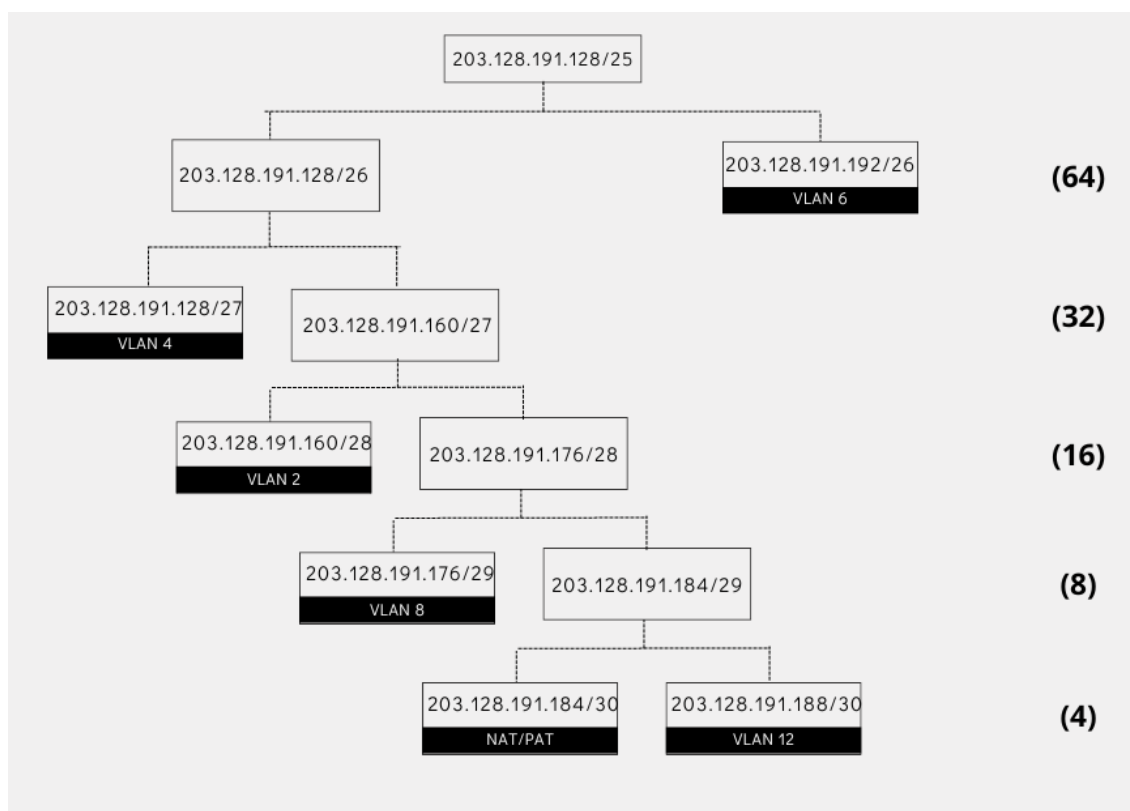 203.128.191.128/25
203.128.191.128/26
203.128.191.192/26
VLAN 6
(64)
203.128.191.128/27
VLAN 4
203.128.191.160/27
(32)
203.128.191.160/28
VLAN 2
203.128.191.176/28
(16)
203.128.191.176/29
VLAN 8
203.128.191.184/29
(8)
203.128.191.184/30
NAT/PAT
203.128.191.188/30
VLAN 12
(4)